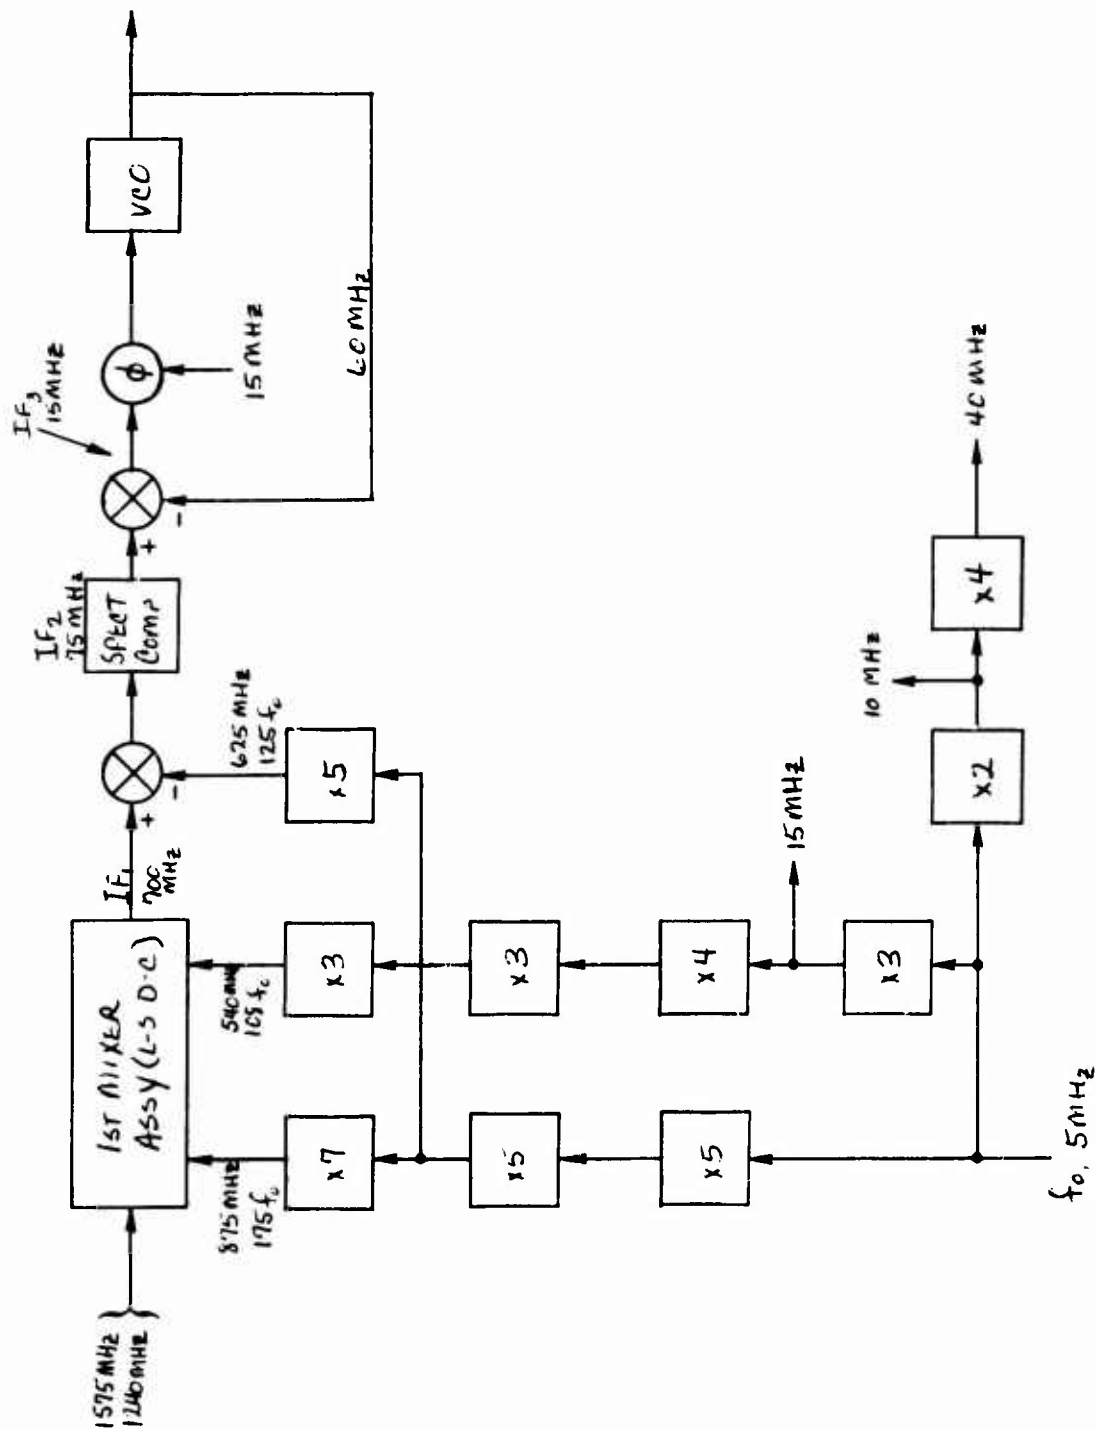 1575 MHz
1240 MHz
1ST MIXER
ASSY (L-S D-C)
IF1
700
MHz
+
-
IF2
75 MHz
SPECT
COMP
+
-
IF3
15 MHz
φ
15 MHz
VCO
60 MHz
875 MHz
175 f0
540 MHz
108 f0
625 MHz
125 f0
x7
x3
x5
x5
x3
x5
x4
15 MHz
x3
x2
10 MHz
x4
40 MHz
f0, 5 MHz